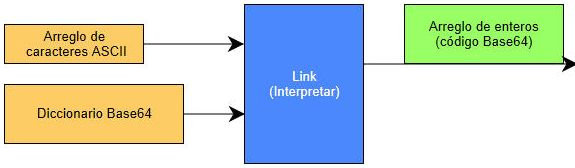 Arreglo de
caracteres ASCII
Diccionario Base64
Link
(Interpretar)
Arreglo de enteros
(código Base64)